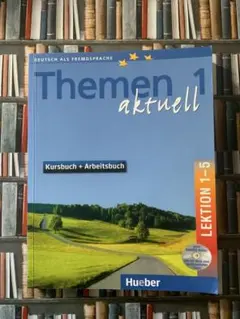 DEUTSCH ALS FREMDSPRACHE
Themen 1
aktuell
Kursbuch + Arbeitsbuch
LEKTION 1–5
Hueber